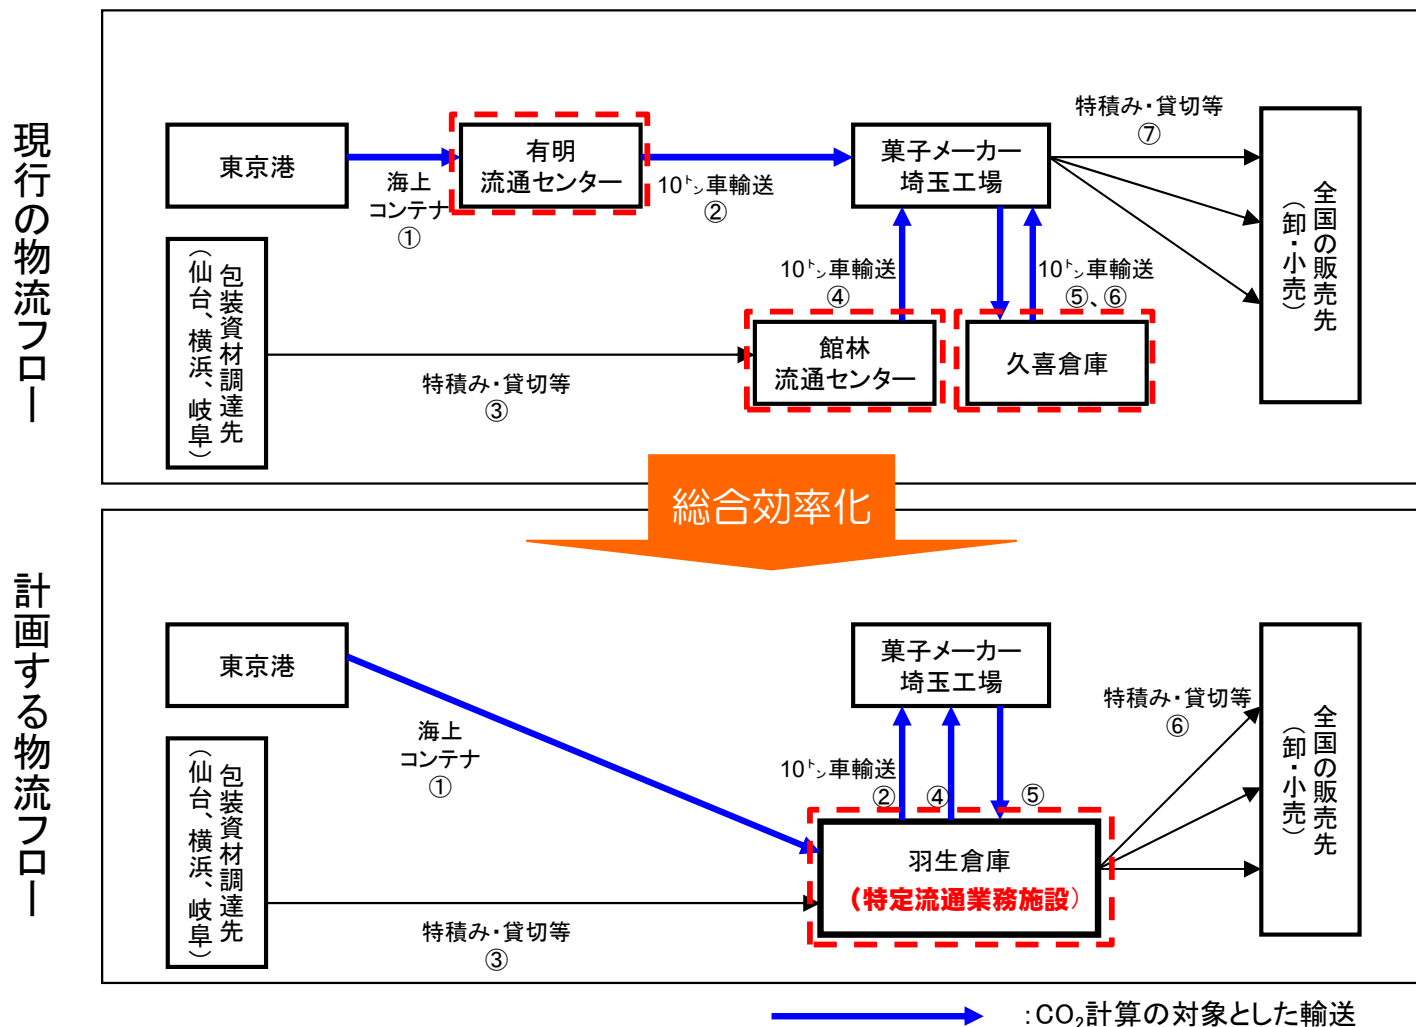 現行の物流フロー
東京港
海上
コンテナ
①
有明
流通センター
10㌧車輸送
②
菓子メーカー
埼玉工場
特積み・貸切等
⑦
全国の販売先
（卸・小売）
包装資材調達先
（仙台、横浜、岐阜）
特積み・貸切等
③
10㌧車輸送
④
館林
流通センター
10㌧車輸送
⑤、⑥
久喜倉庫
総合効率化
計画する物流フロー
東京港
海上
コンテナ
①
菓子メーカー
埼玉工場
10㌧車輸送
②
④
⑤
特積み・貸切等
⑥
全国の販売先
（卸・小売）
包装資材調達先
（仙台、横浜、岐阜）
特積み・貸切等
③
羽生倉庫
（特定流通業務施設）
：CO₂計算の対象とした輸送